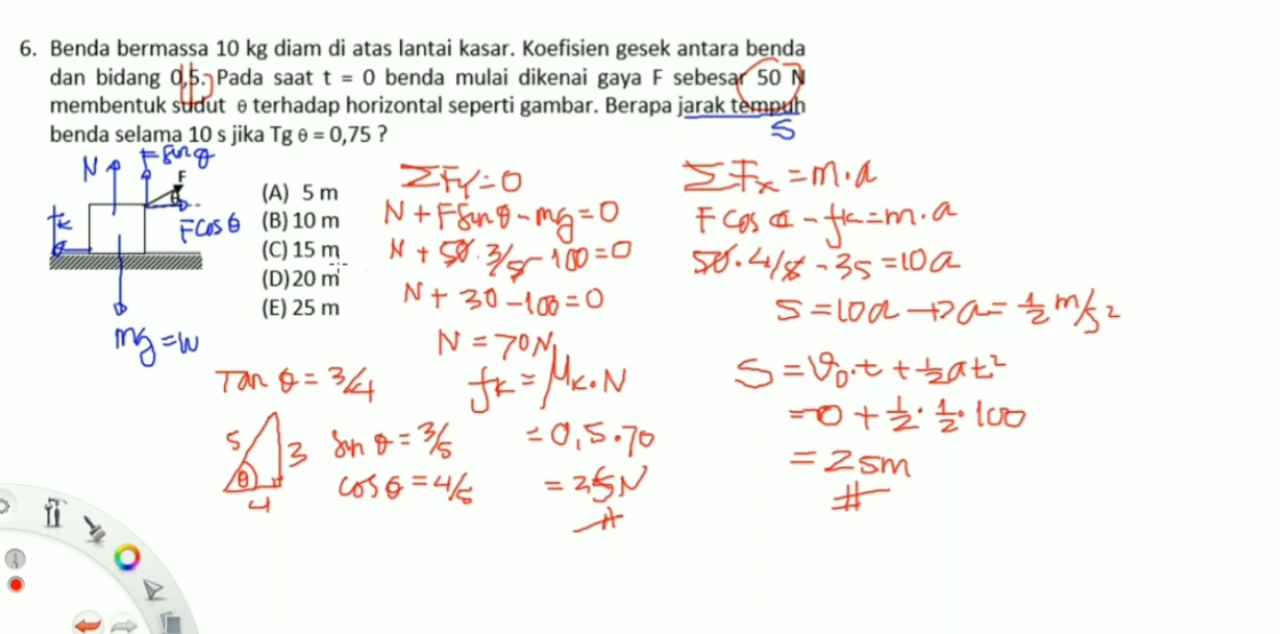 6. Benda bermassa 10 kg diam di atas lantai kasar. Koefisien gesek antara benda
dan bidang 0,5. Pada saat t = 0 benda mulai dikenai gaya F sebesar 50 N
membentuk sudut θ terhadap horizontal seperti gambar. Berapa jarak tempuh
benda selama 10 s jika Tg θ = 0,75 ?
S
N
F sin θ
F
θ
F cos θ
fk
mg = w
(A) 5 m
(B) 10 m
(C) 15 m
(D) 20 m
(E) 25 m
Tan θ = 3/4
5
3
θ
4
sin θ = 3/5
cos θ = 4/5
ΣFy = 0
N + F sin θ - mg = 0
N + 50 . 3/5 - 100 = 0
N + 30 - 100 = 0
N = 70 N
fk = μk . N
= 0,5 . 70
= 35 N
#
ΣFx = m . a
F cos θ - fk = m . a
50 . 4/5 - 35 = 10a
5 = 10a → a = 1/2 m/s²
S = v₀ . t + 1/2 at²
= 0 + 1/2 . 1/2 . 100
= 25 m
#